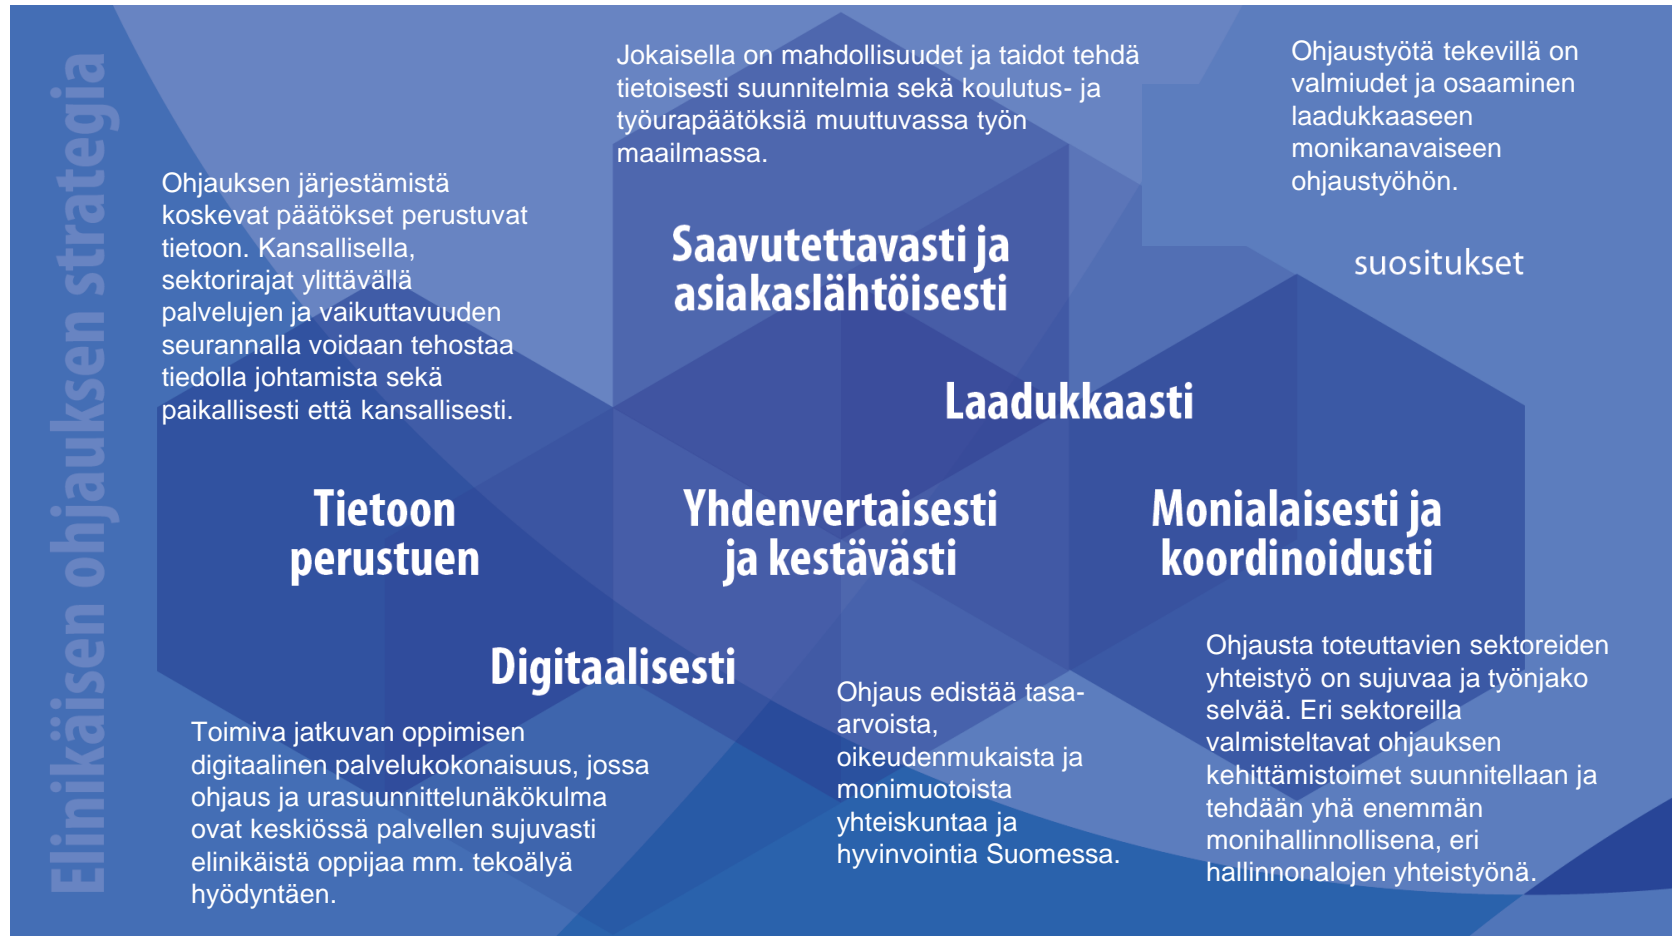 Elinikäisen ohjauksen strategia
Jokaisella on mahdollisuudet ja taidot tehdä
tietoisesti suunnitelmia sekä koulutus- ja
työurapäätöksiä muuttuvassa työn
maailmassa.
Ohjaustyötä tekevillä on
valmiudet ja osaaminen
laadukkaaseen
monikanavaiseen
ohjaustyöhön.
suositukset
Ohjauksen järjestämistä
koskevat päätökset perustuvat
tietoon. Kansallisella,
sektorirajat ylittävällä
palvelujen ja vaikuttavuuden
seurannalla voidaan tehostaa
tiedolla johtamista sekä
paikallisesti että kansallisesti.
Saavutettavasti ja
asiakaslähtöisesti
Laadukkaasti
Tietoon
perustuen
Yhdenvertaisesti
ja kestävästi
Monialaisesti ja
koordinoidusti
Digitaalisesti
Toimiva jatkuvan oppimisen
digitaalinen palvelukokonaisuus, jossa
ohjaus ja urasuunnittelunäkökulma
ovat keskiössä palvellen sujuvasti
elinikäistä oppijaa mm. tekoälyä
hyödyntäen.
Ohjaus edistää tasa-
arvoista,
oikeudenmukaista ja
monimuotoista
yhteiskuntaa ja
hyvinvointia Suomessa.
Ohjausta toteuttavien sektoreiden
yhteistyö on sujuvaa ja työnjako
selvää. Eri sektoreilla
valmisteltavat ohjauksen
kehittämistoimet suunnitellaan ja
tehdään yhä enemmän
monihallinnollisena, eri
hallinnonalojen yhteistyönä.